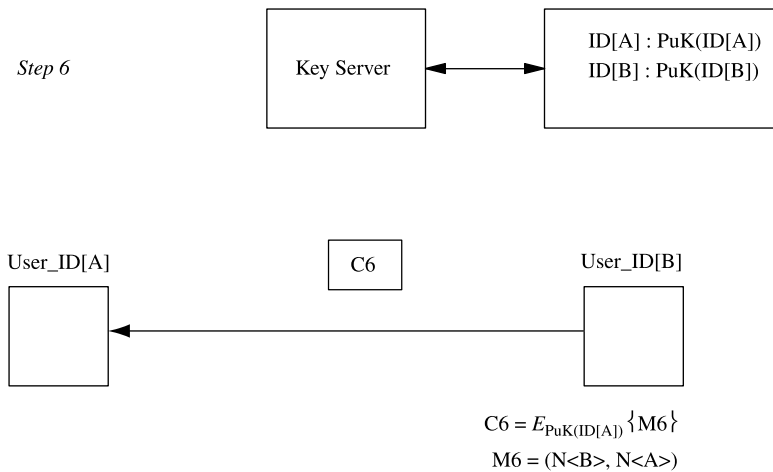 Step 6
Key Server
ID[A] : PuK(ID[A])
ID[B] : PuK(ID[B])
User_ID[A]
C6
User_ID[B]
C6 = E_PuK(ID[A]) {M6}
M6 = (N<B>, N<A>)